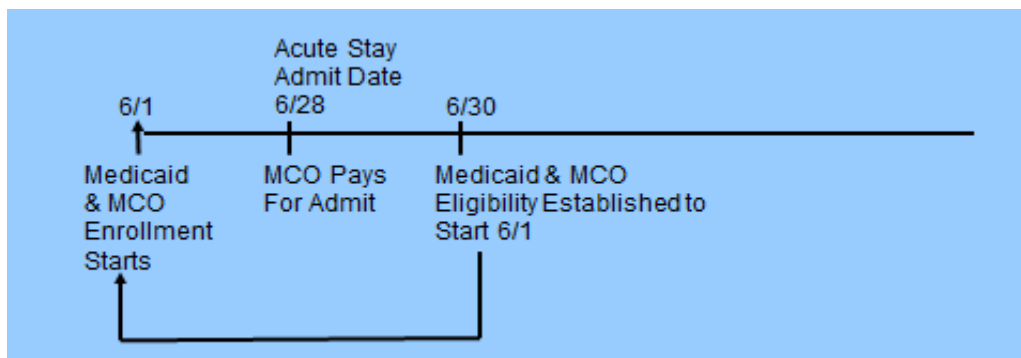 Acute Stay
Admit Date
6/1
6/28
6/30
Medicaid
& MCO
Enrollment
Starts
MCO Pays
For Admit
Medicaid & MCO
Eligibility Established to
Start 6/1